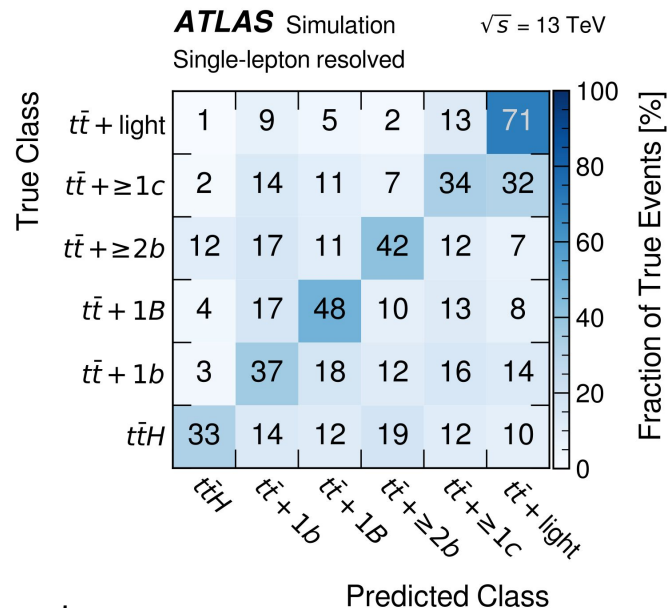 ATLAS Simulation √s = 13 TeV
Single-lepton resolved
True Class
tt̄ + light 1 9 5 2 13 71
tt̄ + ≥1c 2 14 11 7 34 32
tt̄ + ≥2b 12 17 11 42 12 7
tt̄ + 1B 4 17 48 10 13 8
tt̄ + 1b 3 37 18 12 16 14
tt̄H 33 14 12 19 12 10
tt̄H tt̄ + 1b tt̄ + 1B tt̄ + ≥2b tt̄ + ≥1c tt̄ + light
Predicted Class
100
80
60
40
20
0
Fraction of True Events [%]